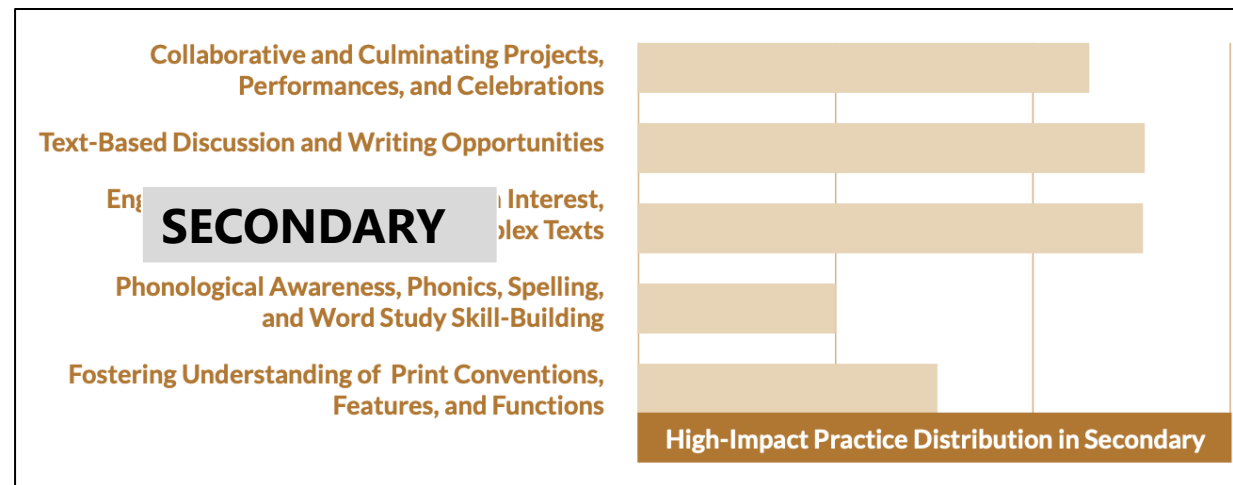 Collaborative and Culminating Projects,
Performances, and Celebrations
Text-Based Discussion and Writing Opportunities
Interest,
SECONDARY
Texts
Phonological Awareness, Phonics, Spelling,
and Word Study Skill-Building
Fostering Understanding of Print Conventions,
Features, and Functions
High-Impact Practice Distribution in Secondary